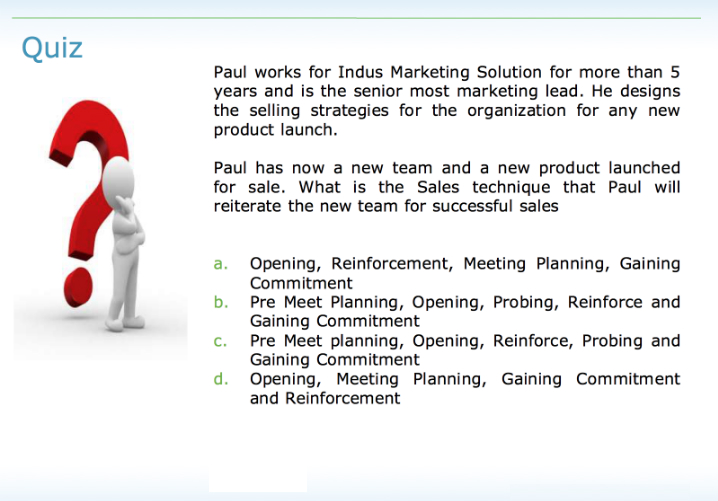 Quiz
Paul works for Indus Marketing Solution for more than 5
years and is the senior most marketing lead. He designs
the selling strategies for the organization for any new
product launch.
Paul has now a new team and a new product launched
for sale. What is the Sales technique that Paul will
reiterate the new team for successful sales
a. Opening, Reinforcement, Meeting Planning, Gaining
Commitment
b. Pre Meet Planning, Opening, Probing, Reinforce and
Gaining Commitment
c. Pre Meet planning, Opening, Reinforce, Probing and
Gaining Commitment
d. Opening, Meeting Planning, Gaining Commitment
and Reinforcement